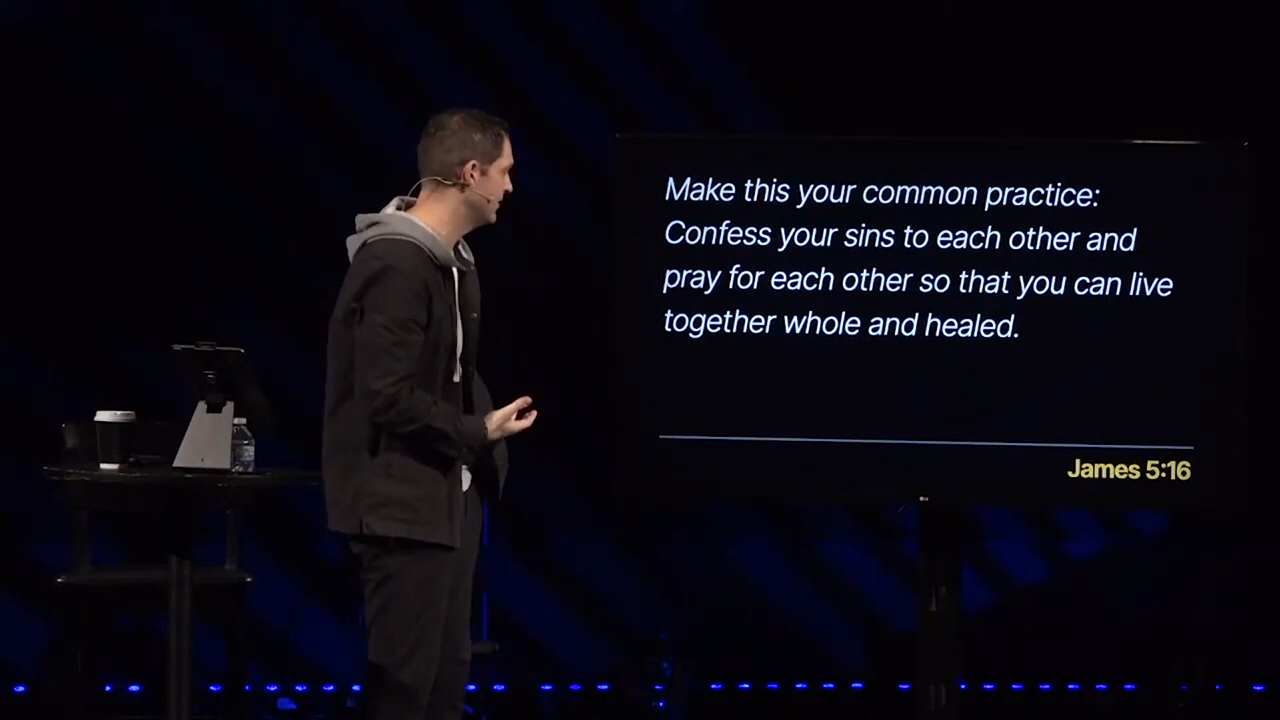 Make this your common practice:
Confess your sins to each other and
pray for each other so that you can live
together whole and healed.
James 5:16